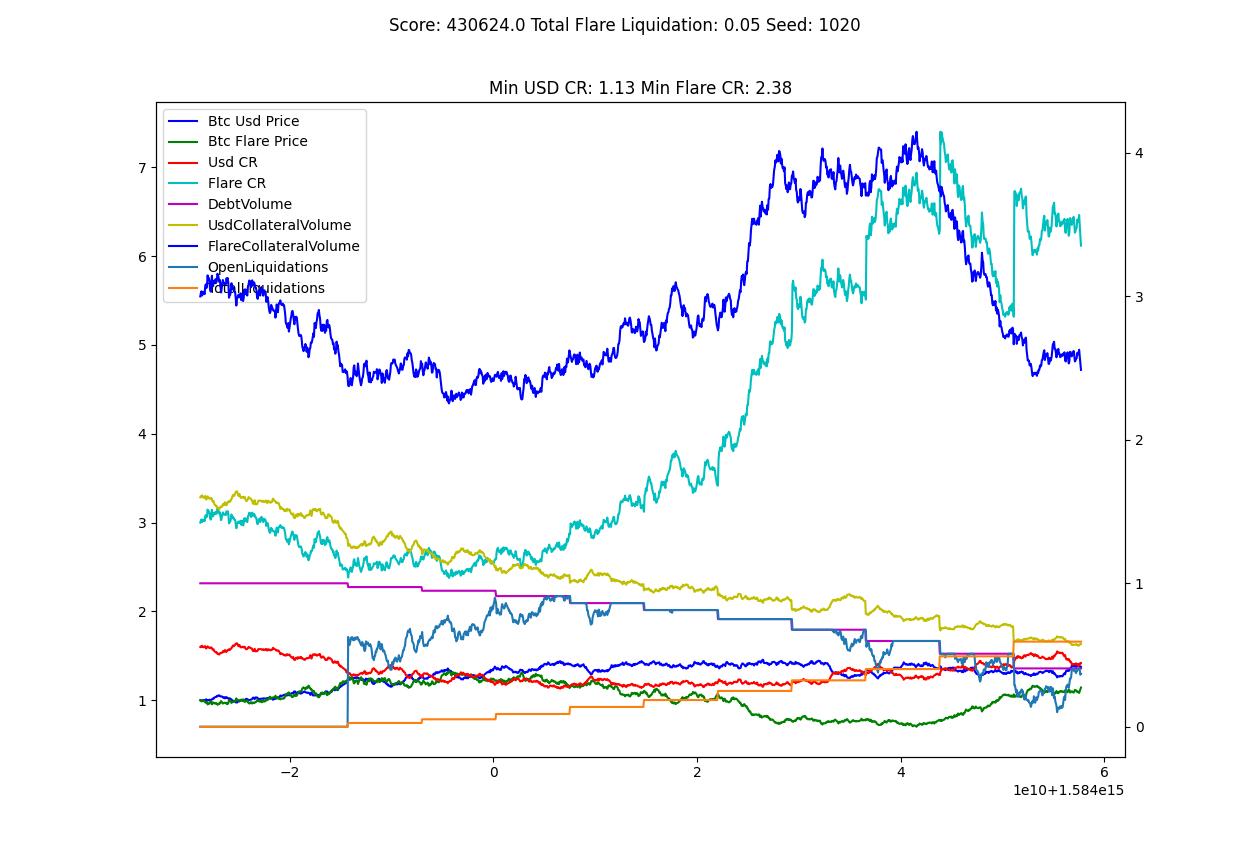 Score: 430624.0 Total Flare Liquidation: 0.05 Seed: 1020
Min USD CR: 1.13 Min Flare CR: 2.38
Btc Usd Price
Btc Flare Price
Usd CR
Flare CR
DebtVolume
UsdCollateralVolume
FlareCollateralVolume
OpenLiquidations
TotalLiquidations
7
6
5
4
3
2
1
4
3
2
1
0
−2
0
2
4
6
1e10+1.584e15